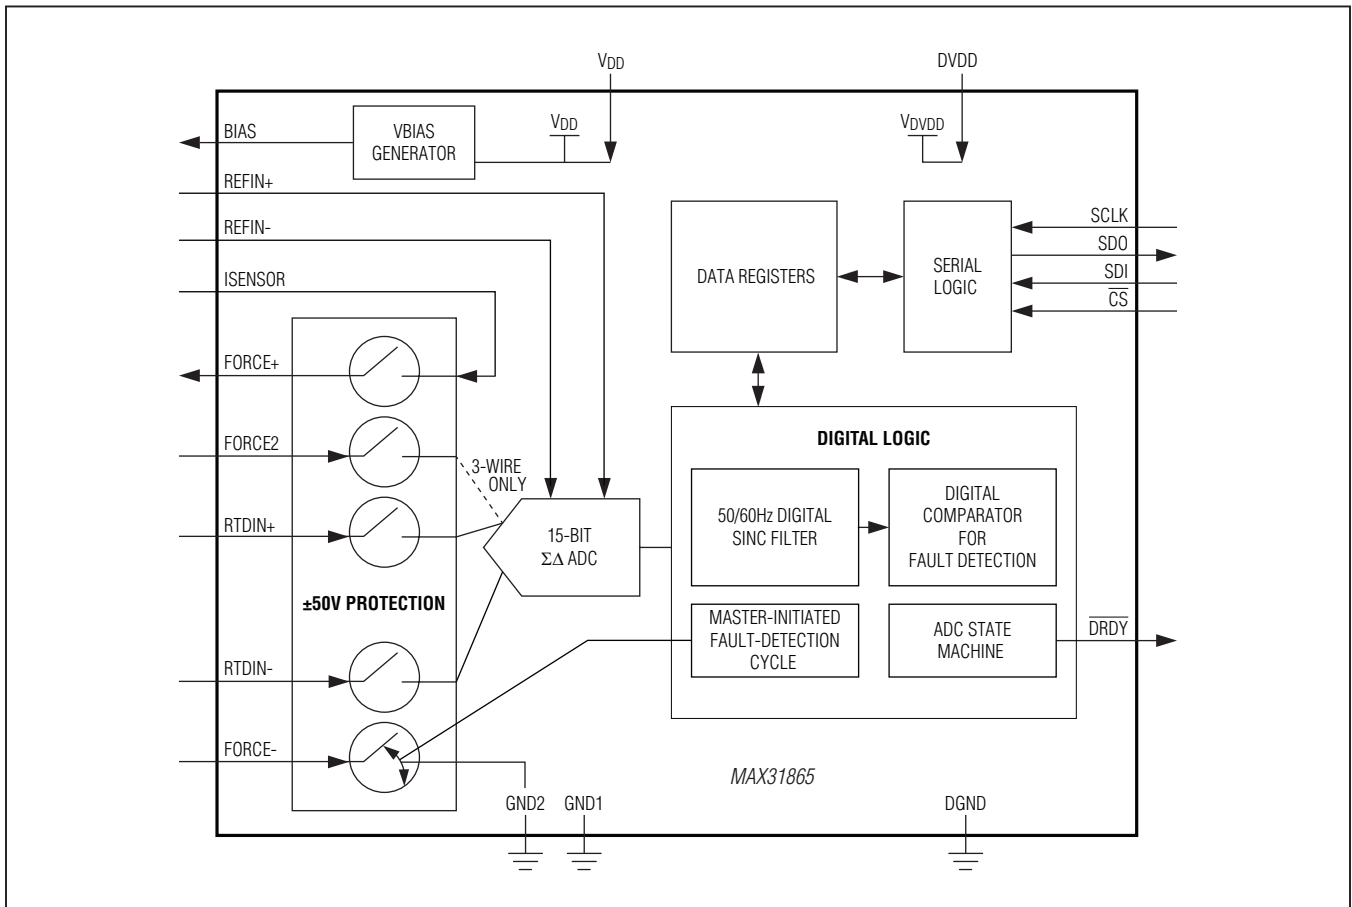 VDD
DVDD
BIAS
VBIAS
GENERATOR
VDD
VDVDD
REFIN+
REFIN-
ISENSOR
FORCE+
FORCE2
RTDIN+
±50V PROTECTION
RTDIN-
FORCE-
3-WIRE
ONLY
15-BIT
ΣΔ ADC
DATA REGISTERS
SERIAL
LOGIC
SCLK
SDO
SDI
C̅S̅
DIGITAL LOGIC
50/60Hz DIGITAL
SINC FILTER
DIGITAL
COMPARATOR
FOR
FAULT DETECTION
MASTER-INITIATED
FAULT-DETECTION
CYCLE
ADC STATE
MACHINE
D̅R̅D̅Y̅
MAX31865
GND2
GND1
DGND